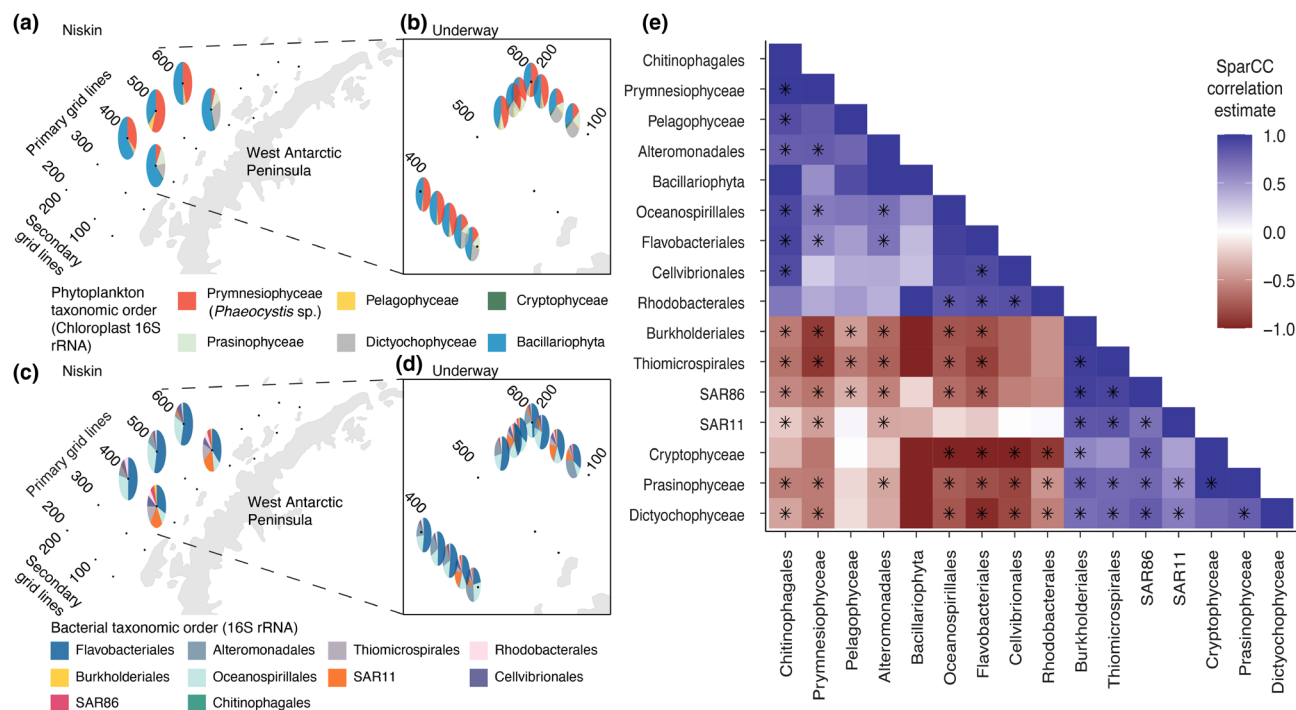 (a)
Niskin
600
500
400
300
200
200
100
Primary grid lines
Secondary
grid lines
West Antarctic
Peninsula
(b)
Underway
600
200
500
100
400
Phytoplankton
taxonomic order
(Chloroplast 16S
rRNA)
Prymnesiophyceae
(Phaeocystis sp.)
Pelagophyceae
Cryptophyceae
Prasinophyceae
Dictyochophyceae
Bacillariophyta
(c)
Niskin
600
500
400
300
200
200
100
Primary grid lines
Secondary
grid lines
West Antarctic
Peninsula
(d)
Underway
600
200
500
100
400
Bacterial taxonomic order (16S rRNA)
Flavobacteriales
Alteromonadales
Thiomicrospirales
Rhodobacterales
Burkholderiales
Oceanospirillales
SAR11
Cellvibrionales
SAR86
Chitinophagales
(e)
Chitinophagales
Prymnesiophyceae
Pelagophyceae
Alteromonadales
Bacillariophyta
Oceanospirillales
Flavobacteriales
Cellvibrionales
Rhodobacterales
Burkholderiales
Thiomicrospirales
SAR86
SAR11
Cryptophyceae
Prasinophyceae
Dictyochophyceae
Chitinophagales
Prymnesiophyceae
Pelagophyceae
Alteromonadales
Bacillariophyta
Oceanospirillales
Flavobacteriales
Cellvibrionales
Rhodobacterales
Burkholderiales
Thiomicrospirales
SAR86
SAR11
Cryptophyceae
Prasinophyceae
Dictyochophyceae
SparCC
correlation
estimate
1.0
0.5
0.0
−0.5
−1.0